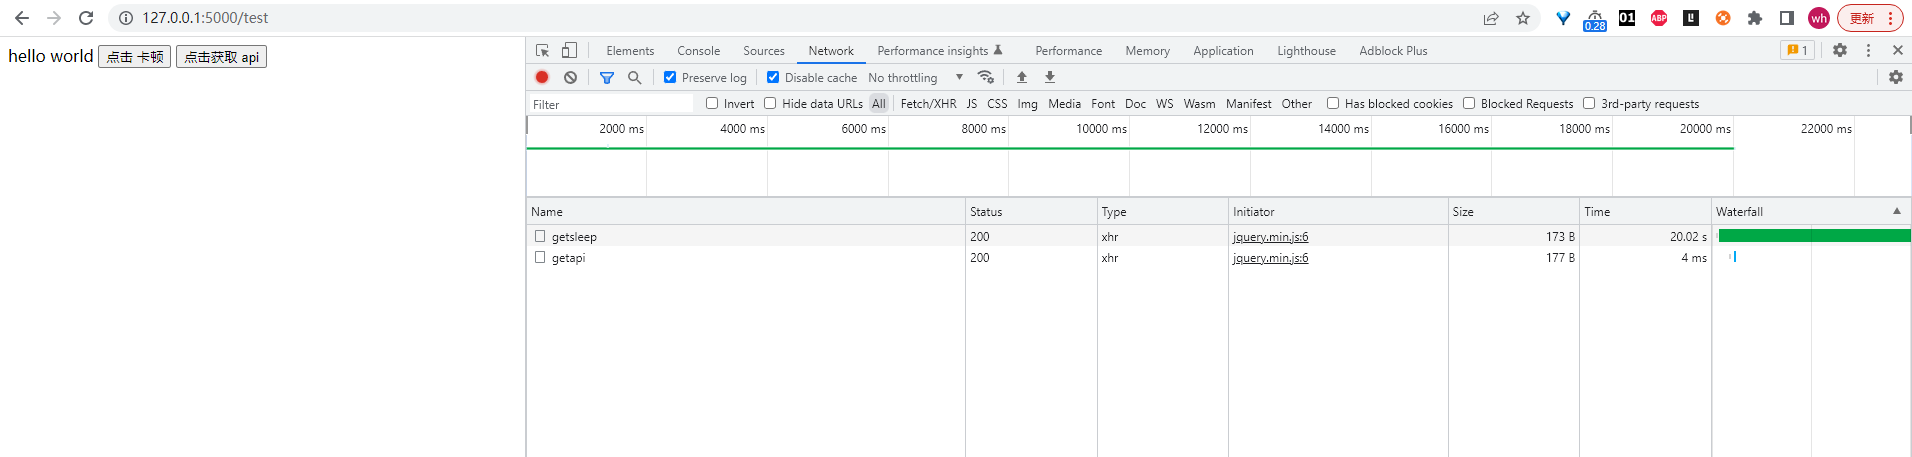 127.0.0.1:5000/test
0.28
01
ABP
wh
更新
hello world 点击 卡顿 点击获取 api
Elements Console Sources Network Performance insights Performance Memory Application Lighthouse Adblock Plus 1
Preserve log Disable cache No throttling
Filter Invert Hide data URLs All Fetch/XHR JS CSS Img Media Font Doc WS Wasm Manifest Other Has blocked cookies Blocked Requests 3rd-party requests
2000 ms 4000 ms 6000 ms 8000 ms 10000 ms 12000 ms 14000 ms 16000 ms 18000 ms 20000 ms 22000 ms
Name Status Type Initiator Size Time Waterfall
getsleep 200 xhr jquery.min.js:6 173 B 20.02 s
getapi 200 xhr jquery.min.js:6 177 B 4 ms